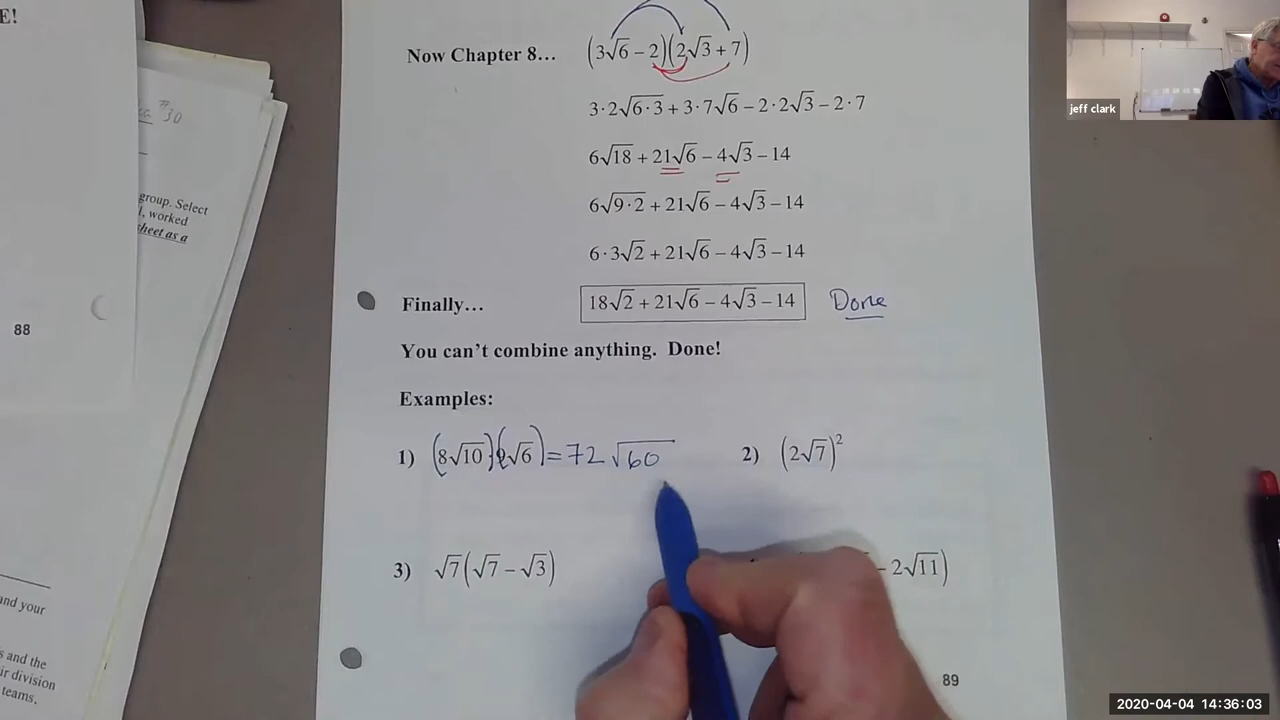 E!
#30
group. Select
l, worked
sheet as a
88
and your
s and the
ir division
teams.
Now Chapter 8… (3√6 − 2)(2√3 + 7)
3·2√6·3 + 3·7√6 − 2·2√3 − 2·7
6√18 + 21√6 − 4√3 − 14
6√9·2 + 21√6 − 4√3 − 14
6·3√2 + 21√6 − 4√3 − 14
Finally… 18√2 + 21√6 − 4√3 − 14 Done
You can't combine anything. Done!
Examples:
1) (8√10)·(9√6) = 72√60
2) (2√7)²
3) √7(√7 − √3)
− 2√11)
89
jeff clark
2020-04-04 14:36:03